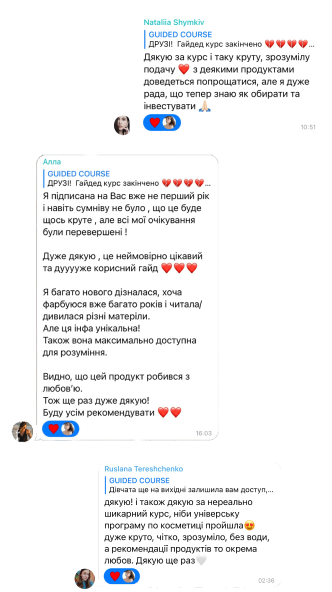 Nataliia Shymkiv
GUIDED COURSE
ДРУЗІ! Гайдед курс закінчено 💔💔💔💔...
Дякую за курс і таку круту, зрозумілу
подачу ❤️ з деякими продуктами
доведеться попрощатися, але я дуже
рада, що тепер знаю як обирати та
інвестувати 🙏🏻
10:51
Алла
GUIDED COURSE
ДРУЗІ! Гайдед курс закінчено 💔💔💔💔...
Я підписана на Вас вже не перший рік
і навіть сумніву не було , що це буде
щось круте , але всі мої очікування
були перевершені !
Дуже дякую , це неймовірно цікавий
та дууууже корисний гайд ❤️❤️❤️
Я багато нового дізналася, хоча
фарбуюся вже багато років і читала/
дивилася різні матеріли.
Але ця інфа унікальна!
Також вона максимально доступна
для розуміння.
Видно, що цей продукт робився з
любов’ю.
Тож ще раз дуже дякую!
Буду усім рекомендувати ❤️❤️
16:03
Ruslana Tereshchenko
GUIDED COURSE
Дівчата ще на вихідні залишила вам доступ,...
дякую! і також дякую за нереально
шикарний курс, ніби універську
програму по косметиці пройшла😍
дуже круто, чітко, зрозуміло, без води,
а рекомендації продуктів то окрема
любов. Дякую ще раз🤍
02:36